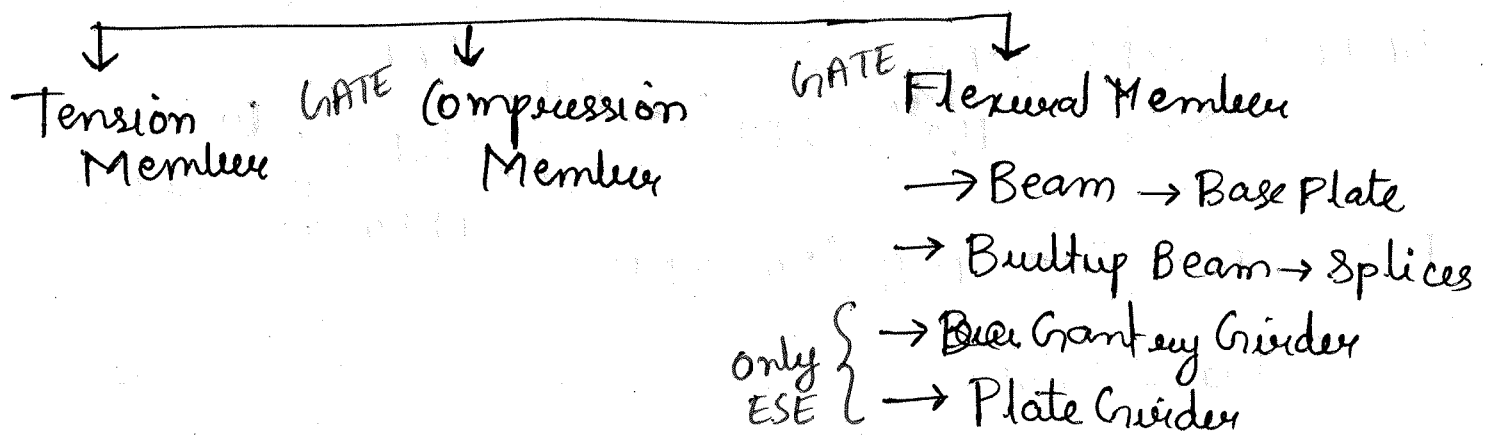 Tension
Member
GATE
Compression
Member
GATE
Flexural Member
→ Beam → Base Plate
→ Builtup Beam → Splices
only
ESE
→ Gantry Girder
→ Plate Girder